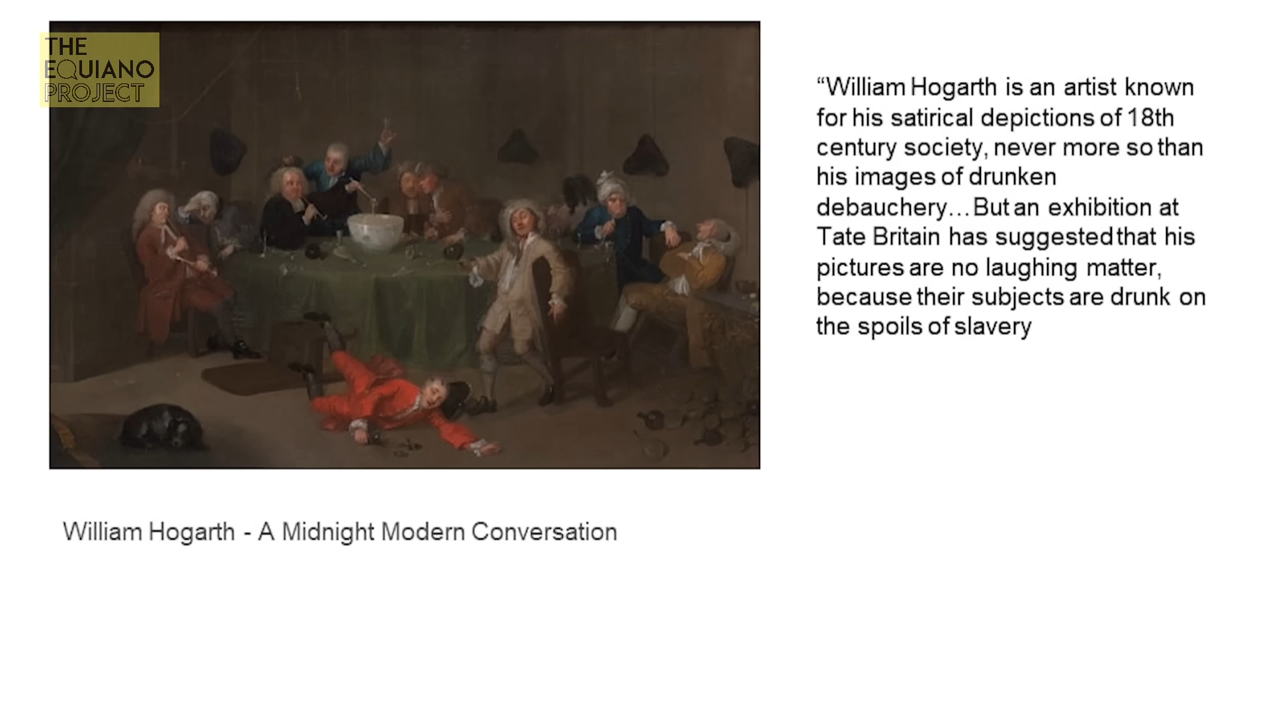 THE
EQUIANO
PROJECT
“William Hogarth is an artist known
for his satirical depictions of 18th
century society, never more so than
his images of drunken
debauchery…But an exhibition at
Tate Britain has suggested that his
pictures are no laughing matter,
because their subjects are drunk on
the spoils of slavery
William Hogarth - A Midnight Modern Conversation